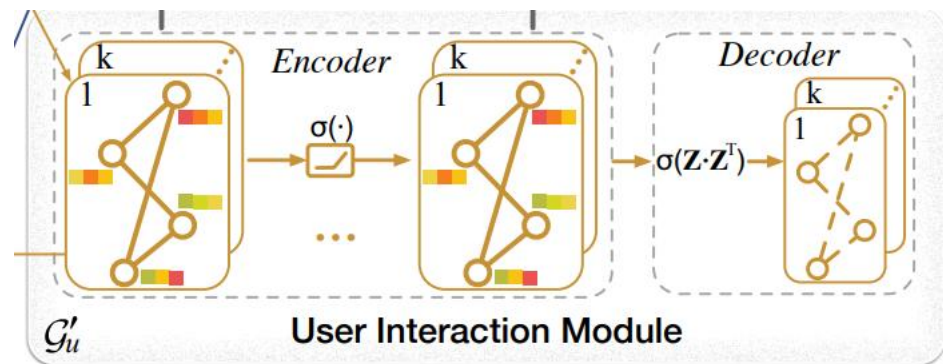 Encoder
Decoder
k
1
σ(·)
...
k
1
σ(Z·Zᵀ)
k
1
𝒢′ᵤ
User Interaction Module